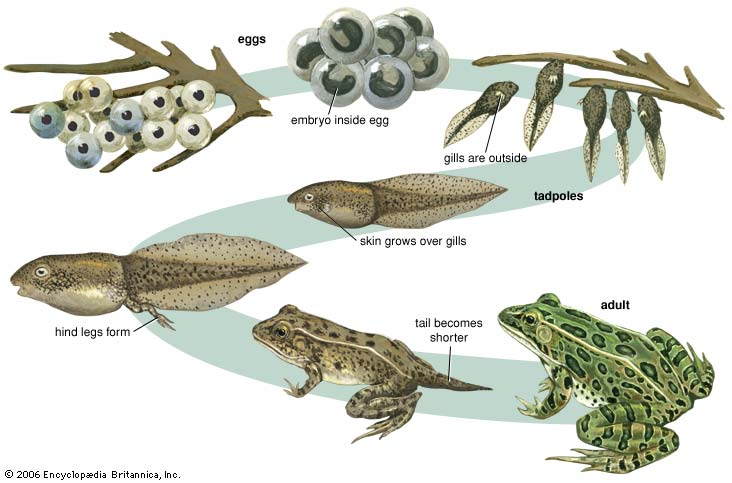 eggs
embryo inside egg
gills are outside
tadpoles
skin grows over gills
hind legs form
tail becomes
shorter
adult
© 2006 Encyclopædia Britannica, Inc.